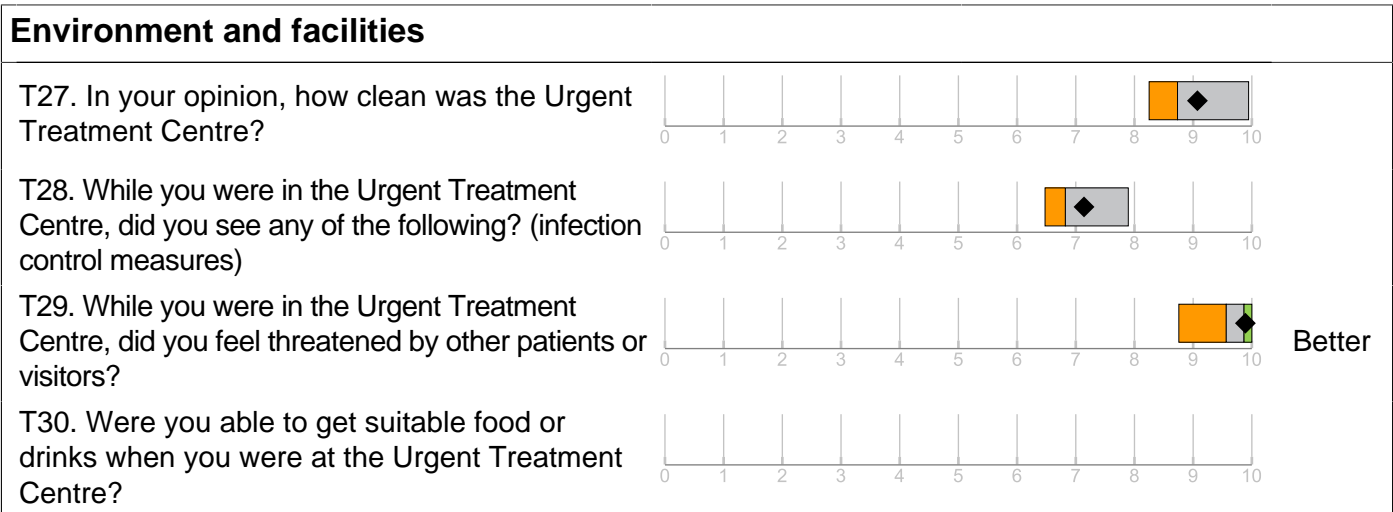 Environment and facilities
T27. In your opinion, how clean was the Urgent
Treatment Centre?
0 1 2 3 4 5 6 7 8 9 10
T28. While you were in the Urgent Treatment
Centre, did you see any of the following? (infection
control measures)
0 1 2 3 4 5 6 7 8 9 10
T29. While you were in the Urgent Treatment
Centre, did you feel threatened by other patients or
visitors?
0 1 2 3 4 5 6 7 8 9 10
Better
T30. Were you able to get suitable food or
drinks when you were at the Urgent Treatment
Centre?
0 1 2 3 4 5 6 7 8 9 10